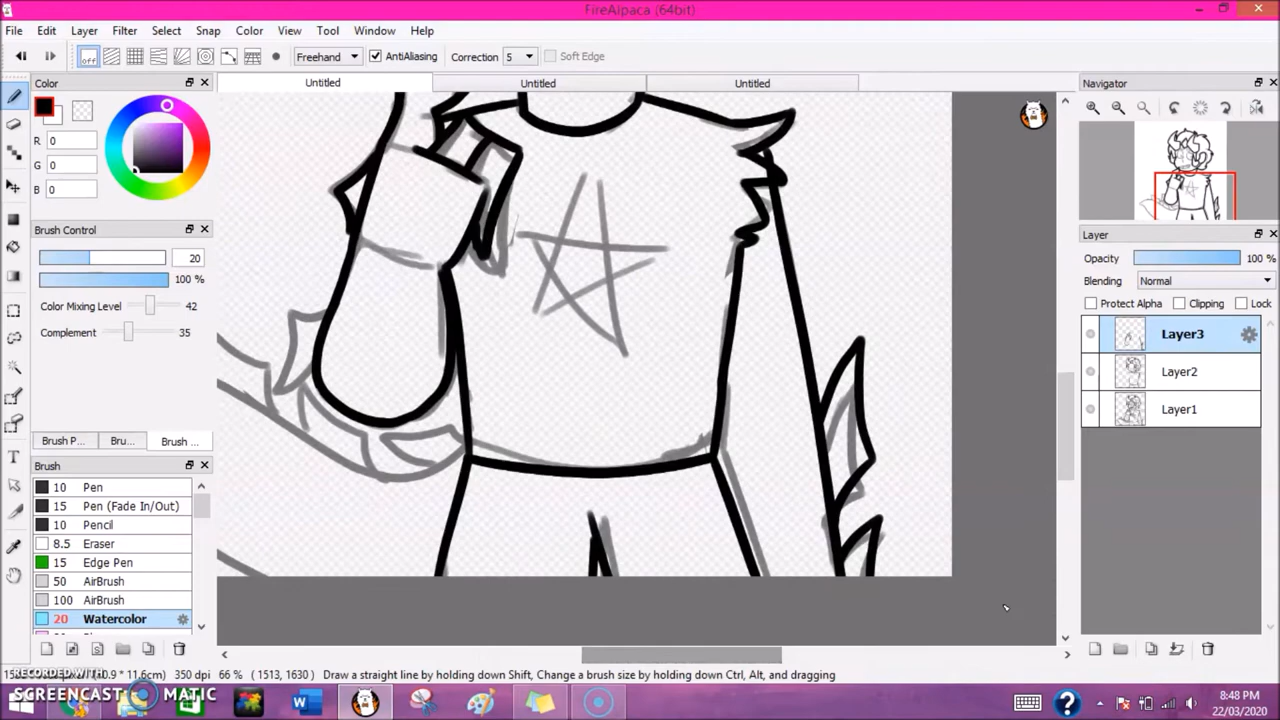 FireAlpaca (64bit)
File Edit Layer Filter Select Snap Color View Tool Window Help
off Freehand AntiAliasing Correction 5 Soft Edge
Color Untitled Untitled Untitled Navigator
R 0
G 0
B 0
Brush Control
20
100 %
Color Mixing Level 42
Complement 35
Brush P... Bru... Brush ...
Brush
10 Pen
15 Pen (Fade In/Out)
10 Pencil
8.5 Eraser
15 Edge Pen
50 AirBrush
100 AirBrush
20 Watercolor
Layer
Opacity 100 %
Blending Normal
Protect Alpha Clipping Lock
Layer3
Layer2
Layer1
350 dpi 66 % ( 1513, 1630 ) Draw a straight line by holding down Shift, Change a brush size by holding down Ctrl, Alt, and dragging
RECORDED WITH
SCREENCAST MATIC
8:48 PM
22/03/2020